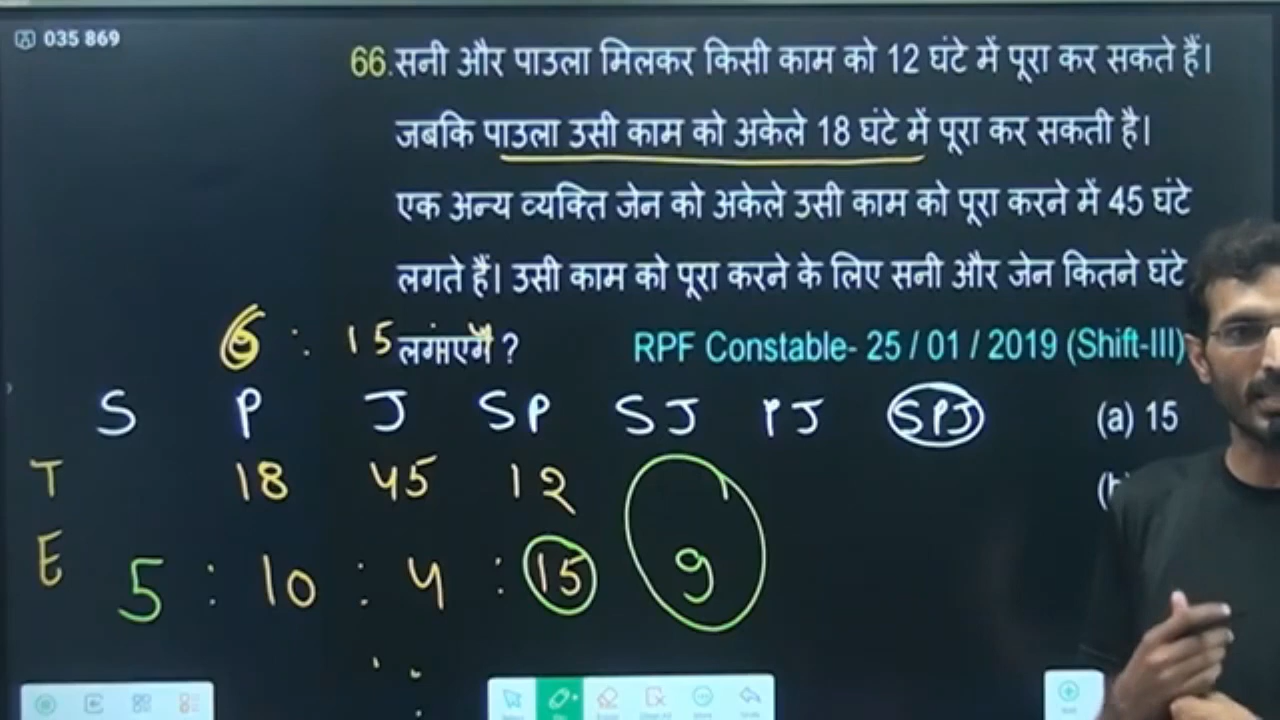 035 869
66.सनी और पाउला मिलकर किसी काम को 12 घंटे में पूरा कर सकते हैं।
जबकि पाउला उसी काम को अकेले 18 घंटे में पूरा कर सकती है।
एक अन्य व्यक्ति जेन को अकेले उसी काम को पूरा करने में 45 घंटे
लगते हैं। उसी काम को पूरा करने के लिए सनी और जेन कितने घंटे
6 : 15 लगाएगें ? RPF Constable- 25 / 01 / 2019 (Shift-III)
S P J SP SJ PJ SPJ (a) 15
T 18 45 12
E 5 : 10 : 4 : 15 9